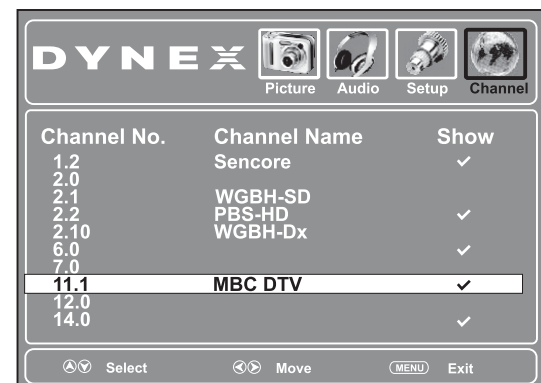 DYNEX
Picture Audio Setup Channel
Channel No. Channel Name Show
1.2 Sencore ✓
2.0
2.1 WGBH-SD
2.2 PBS-HD ✓
2.10 WGBH-Dx
6.0 ✓
7.0
11.1 MBC DTV ✓
12.0
14.0 ✓
Select Move MENU Exit